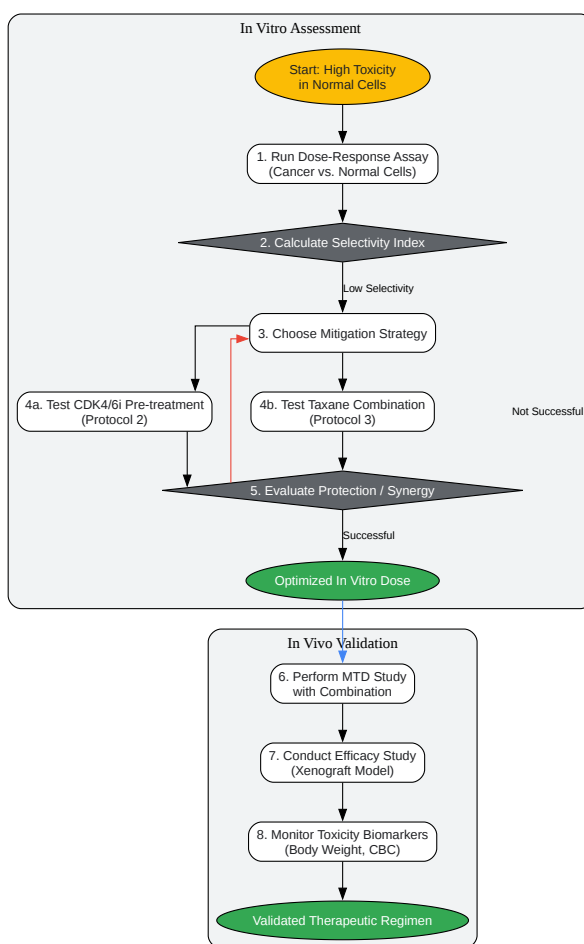 In Vitro Assessment
Start: High Toxicity
in Normal Cells
1. Run Dose-Response Assay
(Cancer vs. Normal Cells)
2. Calculate Selectivity Index
Low Selectivity
3. Choose Mitigation Strategy
4a. Test CDK4/6i Pre-treatment
(Protocol 2)
4b. Test Taxane Combination
(Protocol 3)
Not Successful
5. Evaluate Protection / Synergy
Successful
Optimized In Vitro Dose
In Vivo Validation
6. Perform MTD Study
with Combination
7. Conduct Efficacy Study
(Xenograft Model)
8. Monitor Toxicity Biomarkers
(Body Weight, CBC)
Validated Therapeutic Regimen